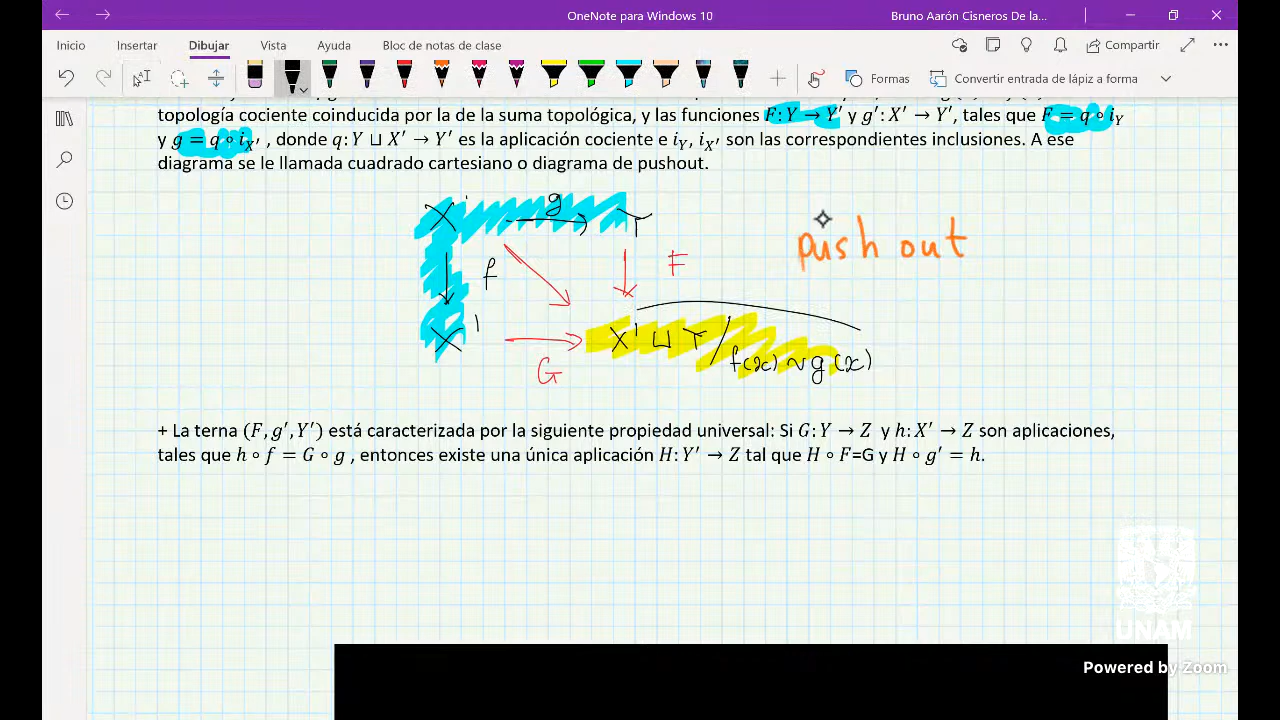 OneNote para Windows 10
Bruno Aarón Cisneros De la...
Inicio Insertar Dibujar Vista Ayuda Bloc de notas de clase
Compartir
Formas Convertir entrada de lápiz a forma
topología cociente coinducida por la de la suma topológica, y las funciones F: Y → Y′ y g′: X′ → Y′, tales que F = q ∘ i_Y
y g = q ∘ i_X′ , donde q: Y ⊔ X′ → Y′ es la aplicación cociente e i_Y, i_X′ son las correspondientes inclusiones. A ese
diagrama se le llamada cuadrado cartesiano o diagrama de pushout.
X g Y
push out
f F
X' X' ⊔ Y / f(x) ~ g(x)
G
+ La terna (F, g′, Y′) está caracterizada por la siguiente propiedad universal: Si G: Y → Z y h: X′ → Z son aplicaciones,
tales que h ∘ f = G ∘ g , entonces existe una única aplicación H: Y′ → Z tal que H ∘ F=G y H ∘ g′ = h.
UNAM
Powered by Zoom